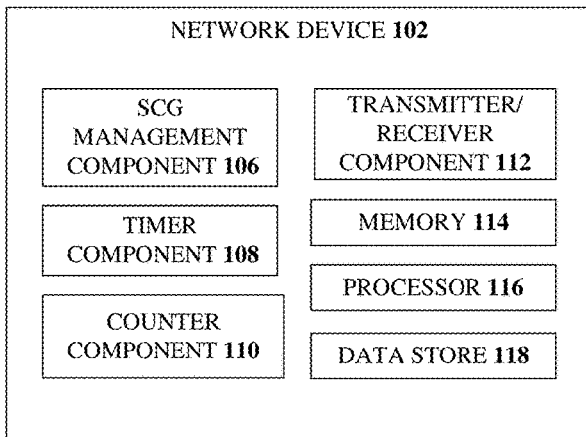 NETWORK DEVICE 102
SCG
MANAGEMENT
COMPONENT 106
TIMER
COMPONENT 108
COUNTER
COMPONENT 110
TRANSMITTER/
RECEIVER
COMPONENT 112
MEMORY 114
PROCESSOR 116
DATA STORE 118